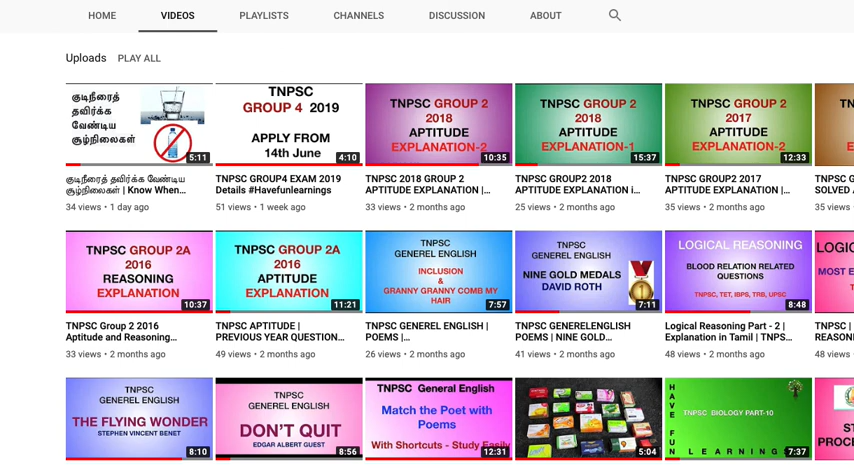 HOME VIDEOS PLAYLISTS CHANNELS DISCUSSION ABOUT
Uploads PLAY ALL
குடிநீரைத்
தவிர்க்க
வேண்டிய
சூழ்நிலைகள்
5:11
குடிநீரைத் தவிர்க்க வேண்டிய
சூழ்நிலைகள் | Know When...
34 views • 1 day ago
TNPSC
GROUP 4 2019
APPLY FROM
14th June
4:10
TNPSC GROUP4 EXAM 2019
Details #Havefunlearnings
51 views • 1 week ago
TNPSC GROUP 2
2018
APTITUDE
EXPLANATION-2
10:35
TNPSC 2018 GROUP 2
APTITUDE EXPLANATION |...
33 views • 2 months ago
TNPSC GROUP 2
2018
APTITUDE
EXPLANATION-1
15:37
TNPSC GROUP2 2018
APTITUDE EXPLANATION i...
25 views • 2 months ago
TNPSC GROUP 2
2017
APTITUDE
EXPLANATION-2
12:33
TNPSC GROUP2 2017
APTITUDE EXPLANATION |...
35 views • 2 months ago
TNPSC G
SOLVED A
35 views •
TNPSC GROUP 2A
2016
REASONING
EXPLANATION
10:37
TNPSC Group 2 2016
Aptitude and Reasoning...
33 views • 2 months ago
TNPSC GROUP 2A
2016
APTITUDE
EXPLANATION
11:21
TNPSC APTITUDE |
PREVIOUS YEAR QUESTION...
49 views • 2 months ago
TNPSC
GENEREL ENGLISH
INCLUSION
&
GRANNY GRANNY COMB MY
HAIR
7:57
TNPSC GENEREL ENGLISH |
POEMS |...
26 views • 2 months ago
TNPSC
GENEREL ENGLISH
NINE GOLD MEDALS
DAVID ROTH
7:11
TNPSC GENERELENGLISH
POEMS | NINE GOLD...
41 views • 2 months ago
LOGICAL REASONING
BLOOD RELATION RELATED
QUESTIONS
TNPSC, TET, IBPS, TRB, UPSC
8:48
Logical Reasoning Part - 2 |
Explanation in Tamil | TNPS...
48 views • 2 months ago
LOGIC
MOST E
TNPSC |
REASON
48 views •
TNPSC
GENEREL ENGLISH
THE FLYING WONDER
STEPHEN VINCENT BENET
8:10
TNPSC
GENEREL ENGLISH
DON'T QUIT
EDGAR ALBERT GUEST
8:56
TNPSC General English
Match the Poet with
Poems
With Shortcuts - Study Easily
12:31
5:04
HAVE FUN LEARNING
TNPSC BIOLOGY PART-10
7:37
ST
PROC